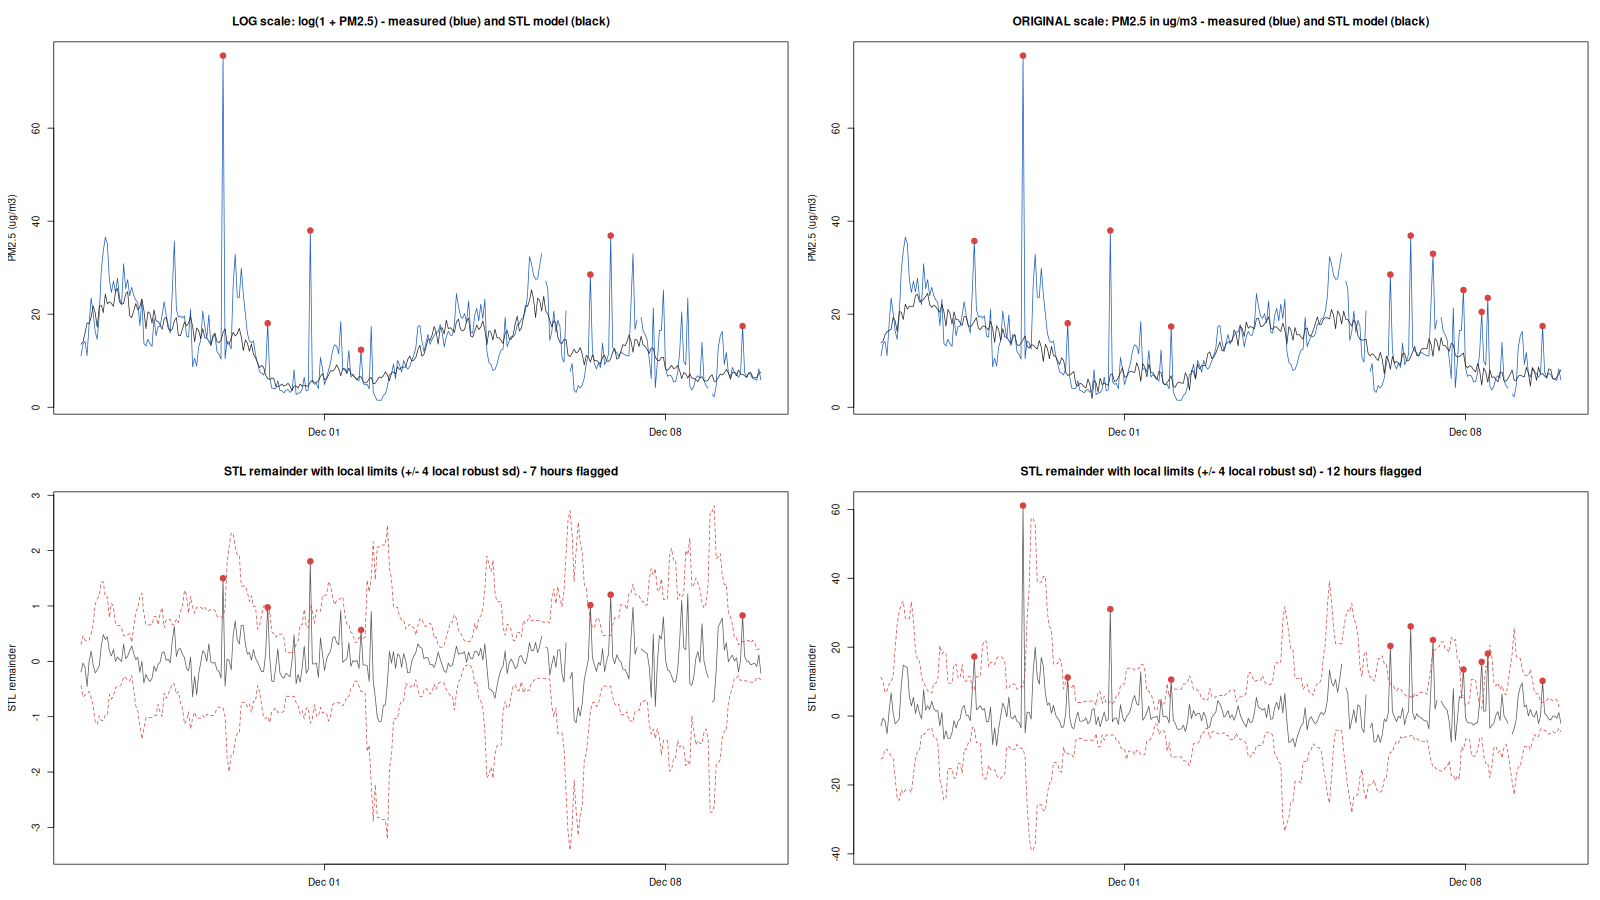 LOG scale: log(1 + PM2.5) - measured (blue) and STL model (black)
PM2.5 (ug/m3)
60
40
20
0
Dec 01
Dec 08
ORIGINAL scale: PM2.5 in ug/m3 - measured (blue) and STL model (black)
PM2.5 (ug/m3)
60
40
20
0
Dec 01
Dec 08
STL remainder with local limits (+/- 4 local robust sd) - 7 hours flagged
STL remainder
3
2
1
0
-1
-2
-3
Dec 01
Dec 08
STL remainder with local limits (+/- 4 local robust sd) - 12 hours flagged
STL remainder
60
40
20
0
-20
-40
Dec 01
Dec 08